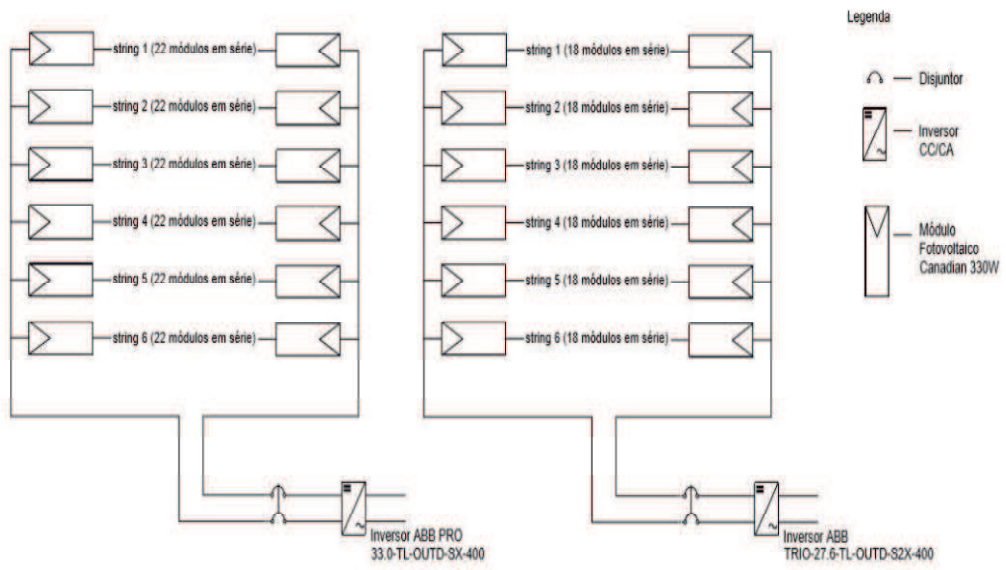 string 1 (22 módulos em série)
string 2 (22 módulos em série)
string 3 (22 módulos em série)
string 4 (22 módulos em série)
string 5 (22 módulos em série)
string 6 (22 módulos em série)
Inversor ABB PRO
33.0-TL-OUTD-SX-400
string 1 (18 módulos em série)
string 2 (18 módulos em série)
string 3 (18 módulos em série)
string 4 (18 módulos em série)
string 5 (18 módulos em série)
string 6 (18 módulos em série)
Inversor ABB
TRIO-27.6-TL-OUTD-S2X-400
Legenda
Disjuntor
Inversor
CC/CA
Módulo
Fotovoltaico
Canadian 330W